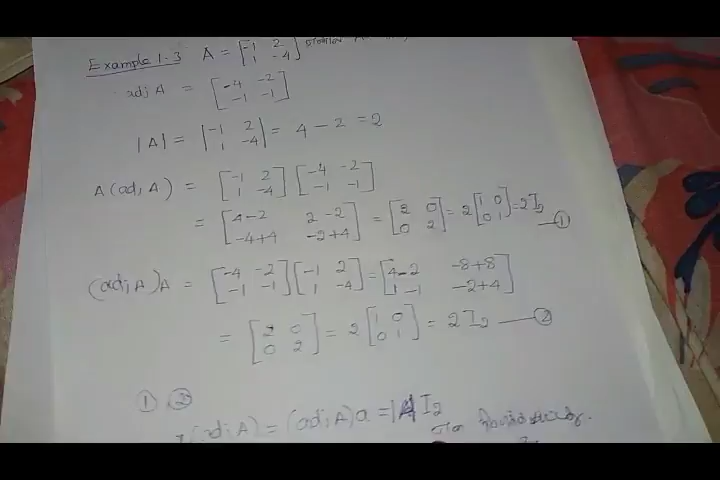 Example 1.3 A = [-1 2; 1 -4]
adj A = [-4 -2; -1 -1]
|A| = |-1 2; 1 -4| = 4 - 2 = 2
A(adj A) = [-1 2; 1 -4] [-4 -2; -1 -1]
= [4-2 2-2; -4+4 -2+4] = [2 0; 0 2] = 2[1 0; 0 1] = 2I₂ — ①
(adj A)A = [-4 -2; -1 -1] [-1 2; 1 -4] = [4-2 -8+8; 1-1 -2+4]
= [2 0; 0 2] = 2[1 0; 0 1] = 2I₂ — ②
① ②
(adj A) = (adj A)a = |A| I₂